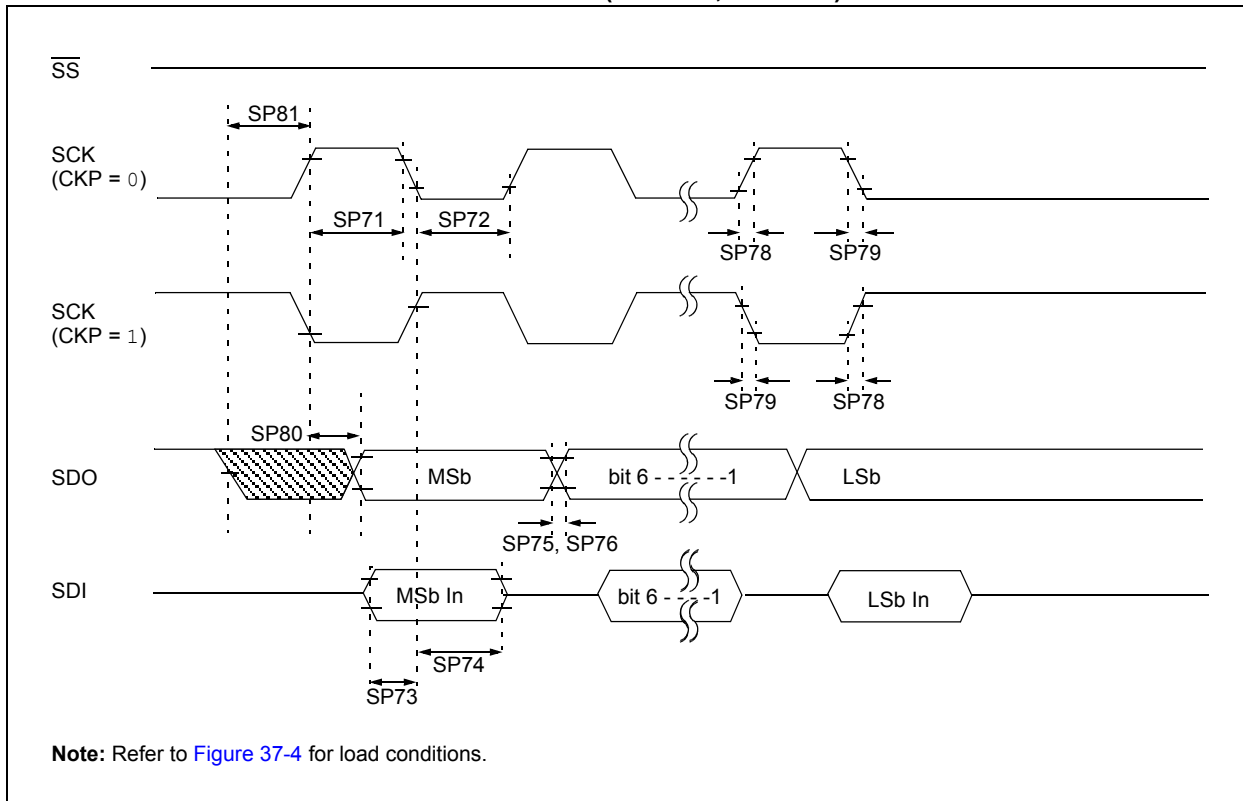 SS
SP81
SCK
(CKP = 0)
SP71
SP72
SP78
SP79
SCK
(CKP = 1)
SP79
SP78
SP80
SDO
MSb
bit 6 - - - - - -1
LSb
SP75, SP76
SDI
MSb In
bit 6 - - - - -1
LSb In
SP74
SP73
Note: Refer to Figure 37-4 for load conditions.